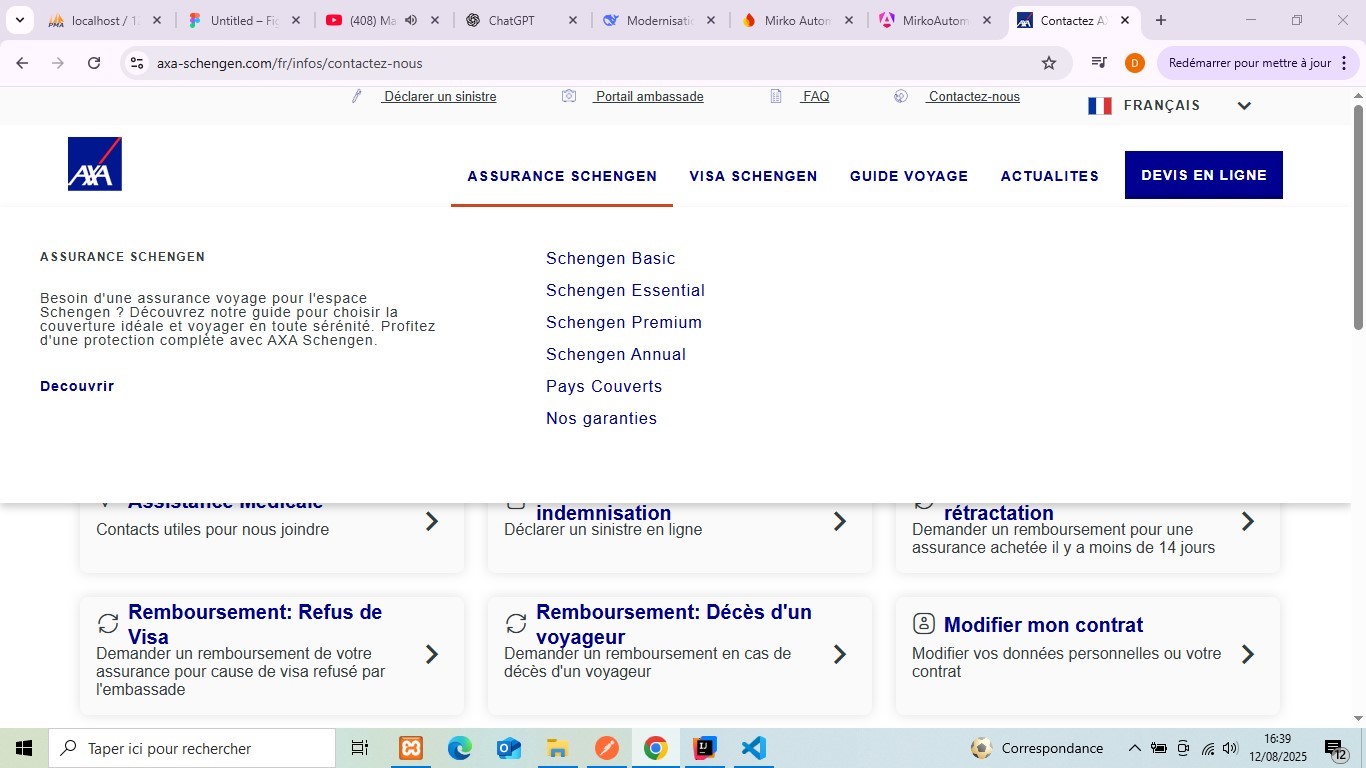 localhost / 12
Untitled – Fig
(408) Ma
ChatGPT
Modernisatio
Mirko Autom
MirkoAutom
Contactez AX
axa-schengen.com/fr/infos/contactez-nous
Redémarrer pour mettre à jour
D
Déclarer un sinistre
Portail ambassade
FAQ
Contactez-nous
FRANÇAIS
AXA
ASSURANCE SCHENGEN
VISA SCHENGEN
GUIDE VOYAGE
ACTUALITES
DEVIS EN LIGNE
ASSURANCE SCHENGEN
Besoin d'une assurance voyage pour l'espace
Schengen ? Découvrez notre guide pour choisir la
couverture idéale et voyager en toute sérénité. Profitez
d'une protection complète avec AXA Schengen.
Decouvrir
Schengen Basic
Schengen Essential
Schengen Premium
Schengen Annual
Pays Couverts
Nos garanties
Assistance Médicale
Contacts utiles pour nous joindre
indemnisation
Déclarer un sinistre en ligne
rétractation
Demander un remboursement pour une
assurance achetée il y a moins de 14 jours
Remboursement: Refus de
Visa
Demander un remboursement de votre
assurance pour cause de visa refusé par
l'embassade
Remboursement: Décès d'un
voyageur
Demander un remboursement en cas de
décès d'un voyageur
Modifier mon contrat
Modifier vos données personnelles ou votre
contrat
Taper ici pour rechercher
Correspondance
16:39
12/08/2025
12